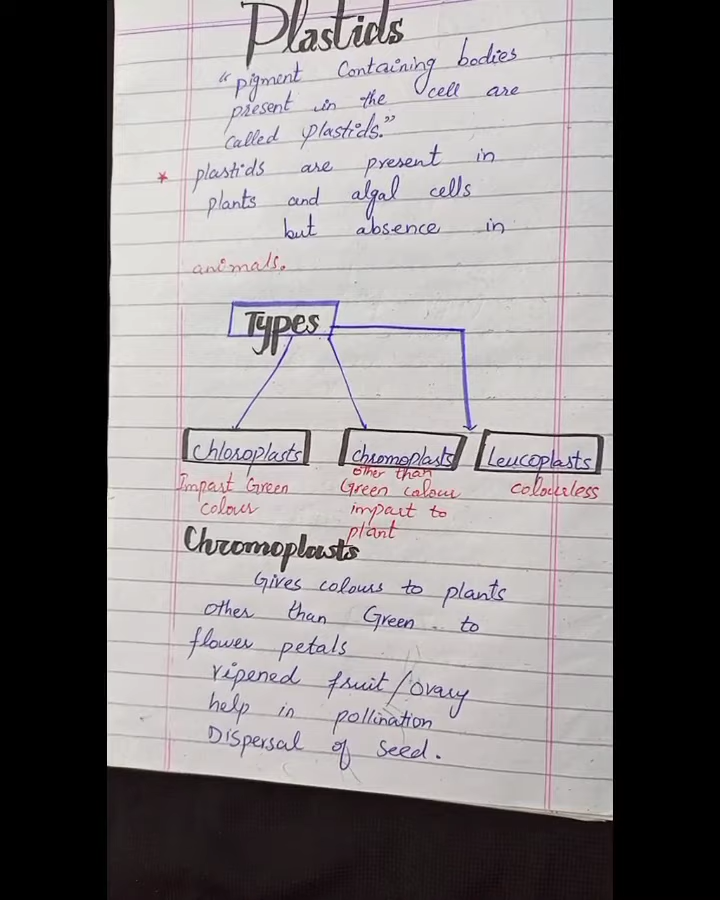 Plastids
"pigment Containing bodies
present in the cell are
called plastids."
* plastids are present in
plants and algal cells
but absence in
animals.
Types
Chloroplasts
Impart Green
colour
chromoplasts
other than
Green colour
impart to
plant
Leucoplasts
colourless
Chromoplasts
Gives colours to plants
other than Green to
flower petals
ripened fruit/ovary
help in pollination
Dispersal of seed.